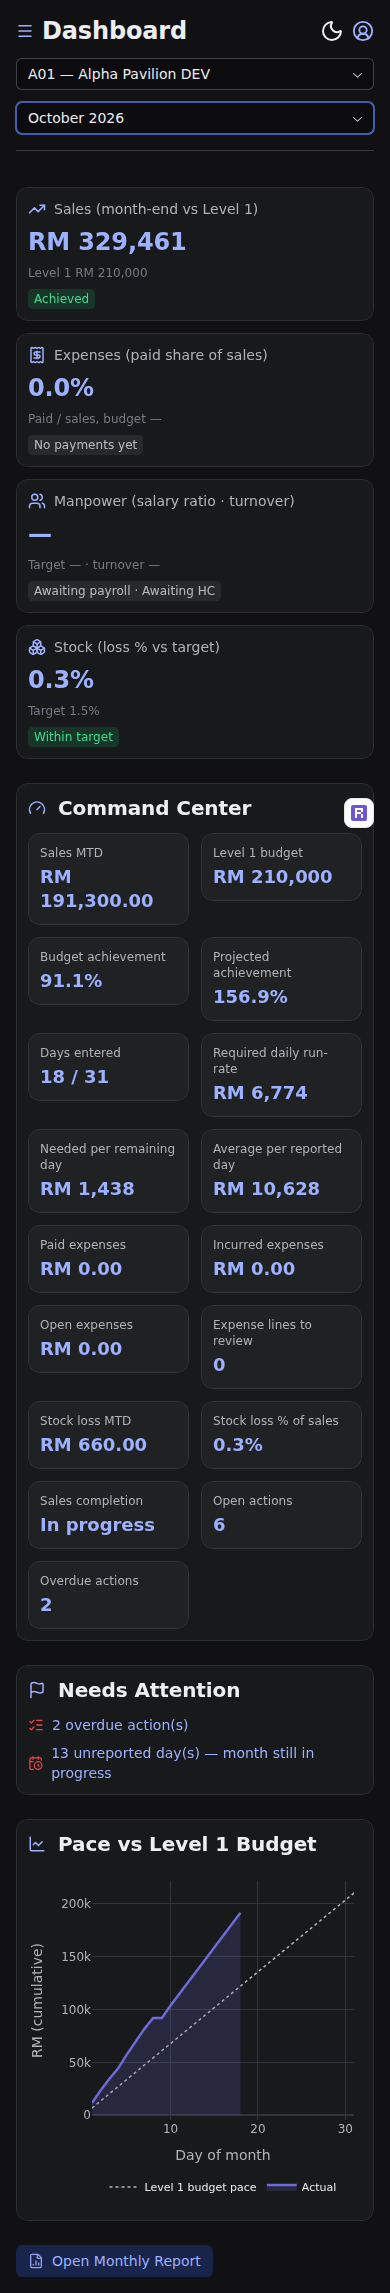 Dashboard
A01 — Alpha Pavilion DEV
October 2026
Sales (month-end vs Level 1)
RM 329,461
Level 1 RM 210,000
Achieved
Expenses (paid share of sales)
0.0%
Paid / sales, budget —
No payments yet
Manpower (salary ratio · turnover)
—
Target — · turnover —
Awaiting payroll · Awaiting HC
Stock (loss % vs target)
0.3%
Target 1.5%
Within target
Command Center
Sales MTD
RM
191,300.00
Level 1 budget
RM 210,000
Budget achievement
91.1%
Projected
achievement
156.9%
Days entered
18 / 31
Required daily run-
rate
RM 6,774
Needed per remaining
day
RM 1,438
Average per reported
day
RM 10,628
Paid expenses
RM 0.00
Incurred expenses
RM 0.00
Open expenses
RM 0.00
Expense lines to
review
0
Stock loss MTD
RM 660.00
Stock loss % of sales
0.3%
Sales completion
In progress
Open actions
6
Overdue actions
2
Needs Attention
2 overdue action(s)
13 unreported day(s) — month still in
progress
Pace vs Level 1 Budget
RM (cumulative)
200k
150k
100k
50k
0
10
20
30
Day of month
Level 1 budget pace
Actual
Open Monthly Report